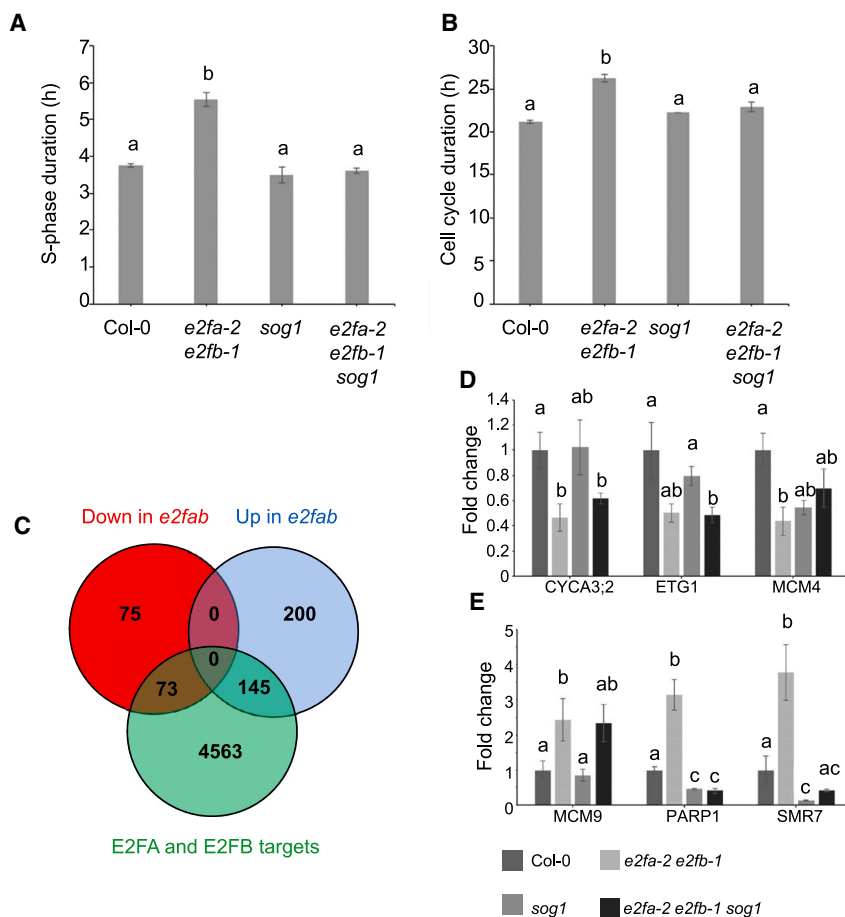 A
S-phase duration (h)
7
6
5
4
3
2
1
0
a
b
a
a
Col-0
e2fa-2
e2fb-1
sog1
e2fa-2
e2fb-1
sog1
B
Cell cycle duration (h)
30
25
20
15
10
5
0
a
b
a
a
Col-0
e2fa-2
e2fb-1
sog1
e2fa-2
e2fb-1
sog1
C
Down in e2fab
Up in e2fab
75
0
200
0
73
145
4563
E2FA and E2FB targets
D
Fold change
1.4
1.2
1
0.8
0.6
0.4
0.2
0
a
b
ab
b
a
ab
a
b
a
b
ab
ab
CYCA3;2
ETG1
MCM4
E
Fold change
5
4
3
2
1
0
a
b
a
ab
a
b
c
c
a
b
c
ac
MCM9
PARP1
SMR7
Col-0
e2fa-2 e2fb-1
sog1
e2fa-2 e2fb-1 sog1